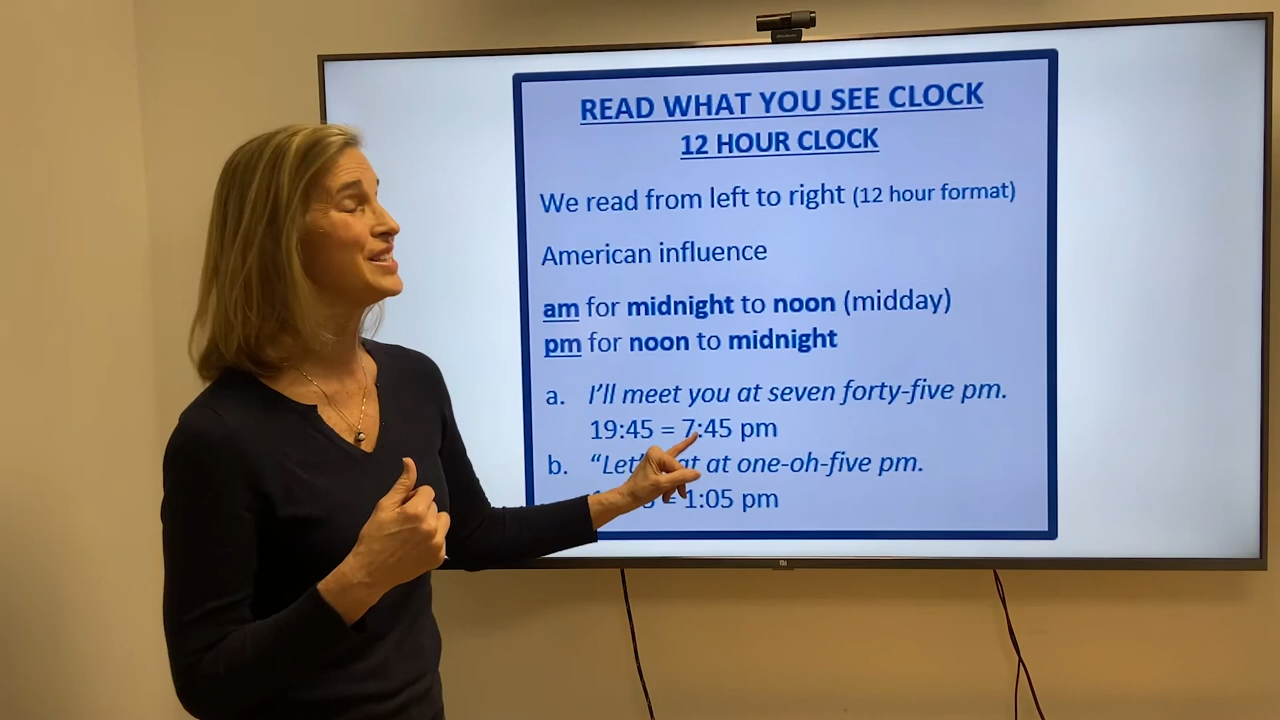 READ WHAT YOU SEE CLOCK
12 HOUR CLOCK
We read from left to right (12 hour format)
American influence
am for midnight to noon (midday)
pm for noon to midnight
a. I'll meet you at seven forty-five pm.
19:45 = 7:45 pm
b. at one-oh-five pm.
= 1:05 pm